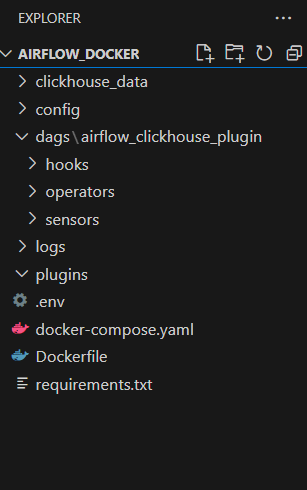 EXPLORER ...
AIRFLOW_DOCKER
clickhouse_data
config
dags\airflow_clickhouse_plugin
hooks
operators
sensors
logs
plugins
.env
docker-compose.yaml
Dockerfile
requirements.txt